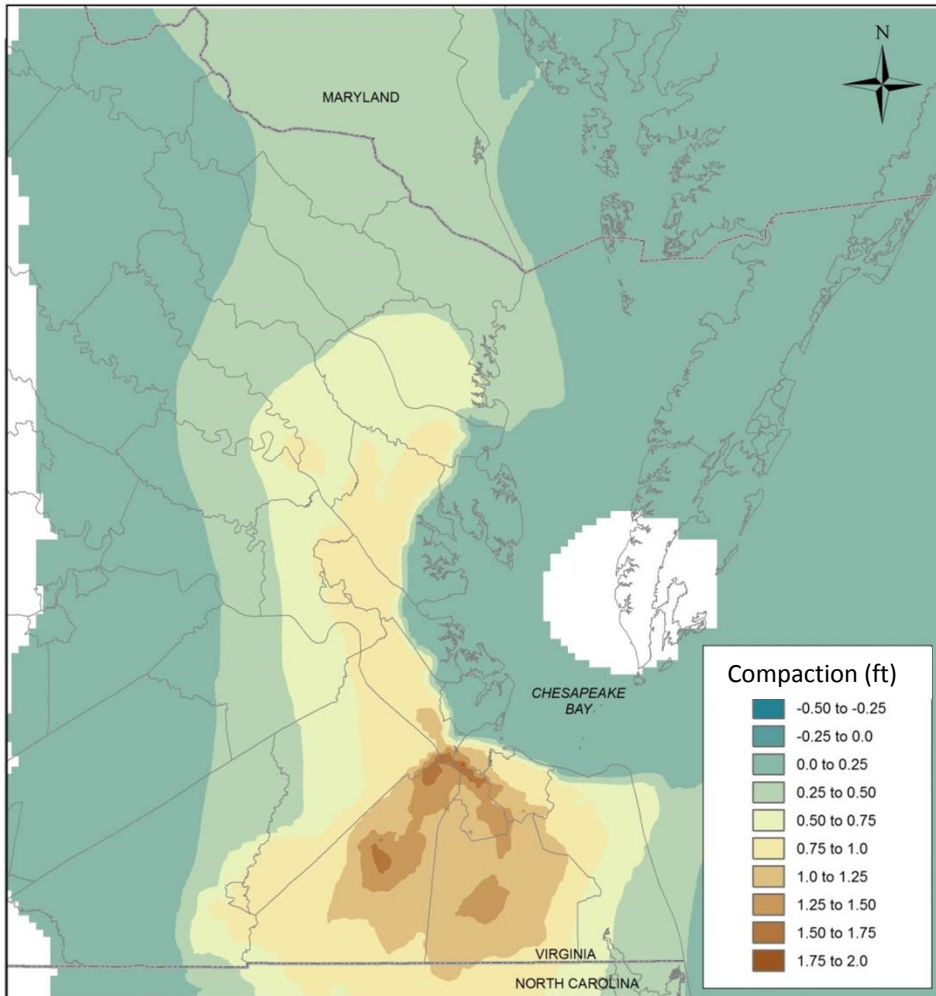 N
MARYLAND
CHESAPEAKE
BAY
VIRGINIA
NORTH CAROLINA
Compaction (ft)
-0.50 to -0.25
-0.25 to 0.0
0.0 to 0.25
0.25 to 0.50
0.50 to 0.75
0.75 to 1.0
1.0 to 1.25
1.25 to 1.50
1.50 to 1.75
1.75 to 2.0